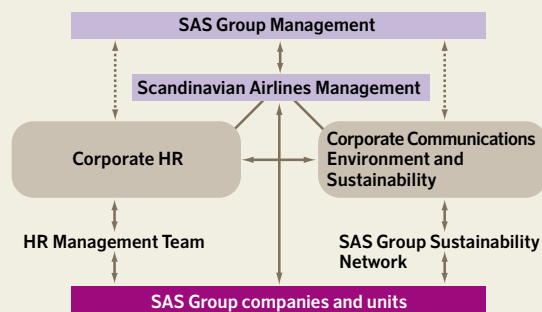 SAS Group Management
Scandinavian Airlines Management
Corporate HR
Corporate Communications
Environment and
Sustainability
HR Management Team
SAS Group Sustainability
Network
SAS Group companies and units